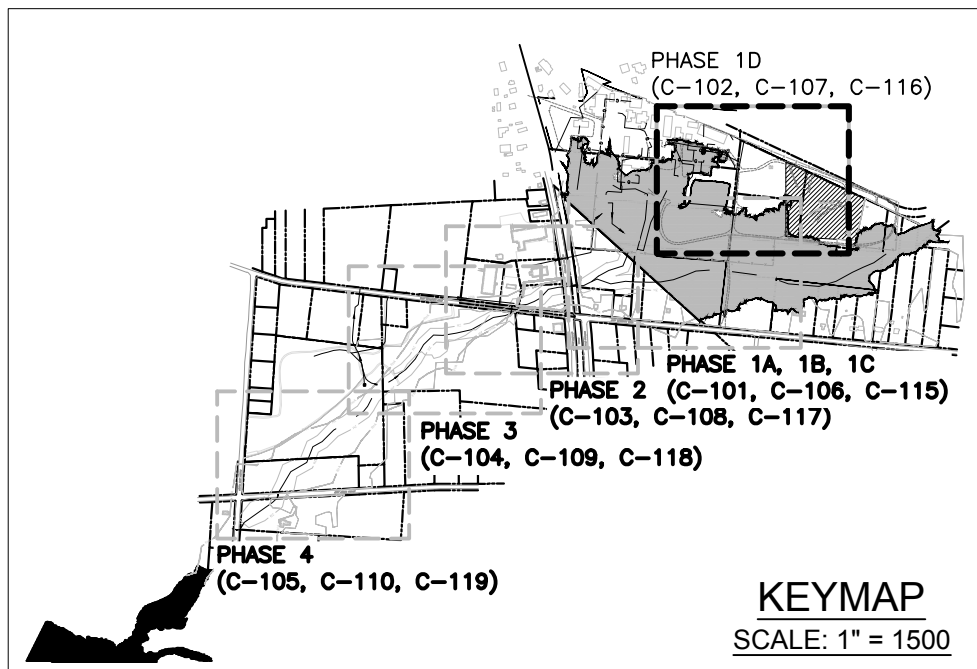 PHASE 1D
(C-102, C-107, C-116)
PHASE 1A, 1B, 1C
(C-101, C-106, C-115)
PHASE 2
(C-103, C-108, C-117)
PHASE 3
(C-104, C-109, C-118)
PHASE 4
(C-105, C-110, C-119)
KEYMAP
SCALE: 1" = 1500